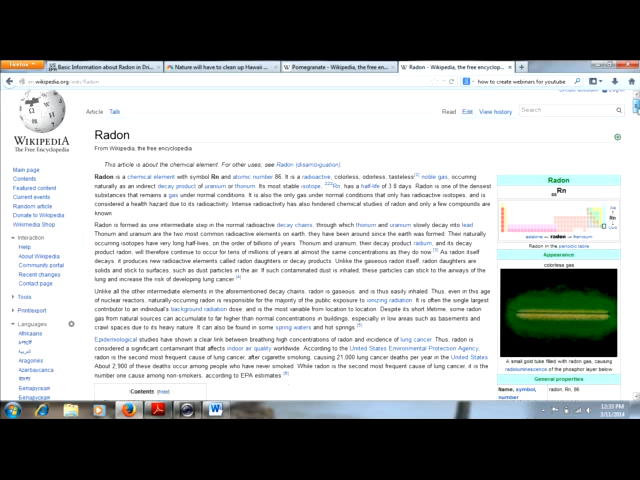 Firefox
Basic Information about Radon in Dri...
Nature will have to clean up Hawaii ...
Pomegranate - Wikipedia, the free en...
Radon - Wikipedia, the free encyclop...
en.wikipedia.org/wiki/Radon
how to create webinars for youtube
WIKIPEDIA
The Free Encyclopedia
Main page
Contents
Featured content
Current events
Random article
Donate to Wikipedia
Wikimedia Shop
Interaction
Help
About Wikipedia
Community portal
Recent changes
Contact page
Tools
Print/export
Languages
Afrikaans
አማርኛ
العربية
Aragonés
Azərbaycanca
বাংলা
Беларуская
Article Talk
Read Edit View history
Search
Radon
From Wikipedia, the free encyclopedia
This article is about the chemical element. For other uses, see Radon (disambiguation).
Radon is a chemical element with symbol Rn and atomic number 86. It is a radioactive, colorless, odorless, tasteless[2] noble gas, occurring
naturally as an indirect decay product of uranium or thorium. Its most stable isotope, 222Rn, has a half-life of 3.8 days. Radon is one of the densest
substances that remains a gas under normal conditions. It is also the only gas under normal conditions that only has radioactive isotopes, and is
considered a health hazard due to its radioactivity. Intense radioactivity has also hindered chemical studies of radon and only a few compounds are
known.
Radon is formed as one intermediate step in the normal radioactive decay chains, through which thorium and uranium slowly decay into lead.
Thorium and uranium are the two most common radioactive elements on earth; they have been around since the earth was formed. Their naturally
occurring isotopes have very long half-lives, on the order of billions of years. Thorium and uranium, their decay product radium, and its decay
product radon, will therefore continue to occur for tens of millions of years at almost the same concentrations as they do now.[3] As radon itself
decays, it produces new radioactive elements called radon daughters or decay products. Unlike the gaseous radon itself, radon daughters are
solids and stick to surfaces, such as dust particles in the air. If such contaminated dust is inhaled, these particles can stick to the airways of the
lung and increase the risk of developing lung cancer.[4]
Unlike all the other intermediate elements in the aforementioned decay chains, radon is gaseous, and is thus easily inhaled. Thus, even in this age
of nuclear reactors, naturally-occurring radon is responsible for the majority of the public exposure to ionizing radiation. It is often the single largest
contributor to an individual's background radiation dose, and is the most variable from location to location. Despite its short lifetime, some radon
gas from natural sources can accumulate to far higher than normal concentrations in buildings, especially in low areas such as basements and
crawl spaces due to its heavy nature. It can also be found in some spring waters and hot springs.[5]
Epidemiological studies have shown a clear link between breathing high concentrations of radon and incidence of lung cancer. Thus, radon is
considered a significant contaminant that affects indoor air quality worldwide. According to the United States Environmental Protection Agency,
radon is the second most frequent cause of lung cancer, after cigarette smoking, causing 21,000 lung cancer deaths per year in the United States.
About 2,900 of these deaths occur among people who have never smoked. While radon is the second most frequent cause of lung cancer, it is the
number one cause among non-smokers, according to EPA estimates.[6]
Contents [hide]
Radon
86Rn
astatine ← radon → francium
Radon in the periodic table
Appearance
colorless gas
A small gold tube filled with radon gas, causing
radioluminescence of the phosphor layer below
General properties
Name, symbol, radon, Rn, 86
number
12:33 PM
3/11/2014